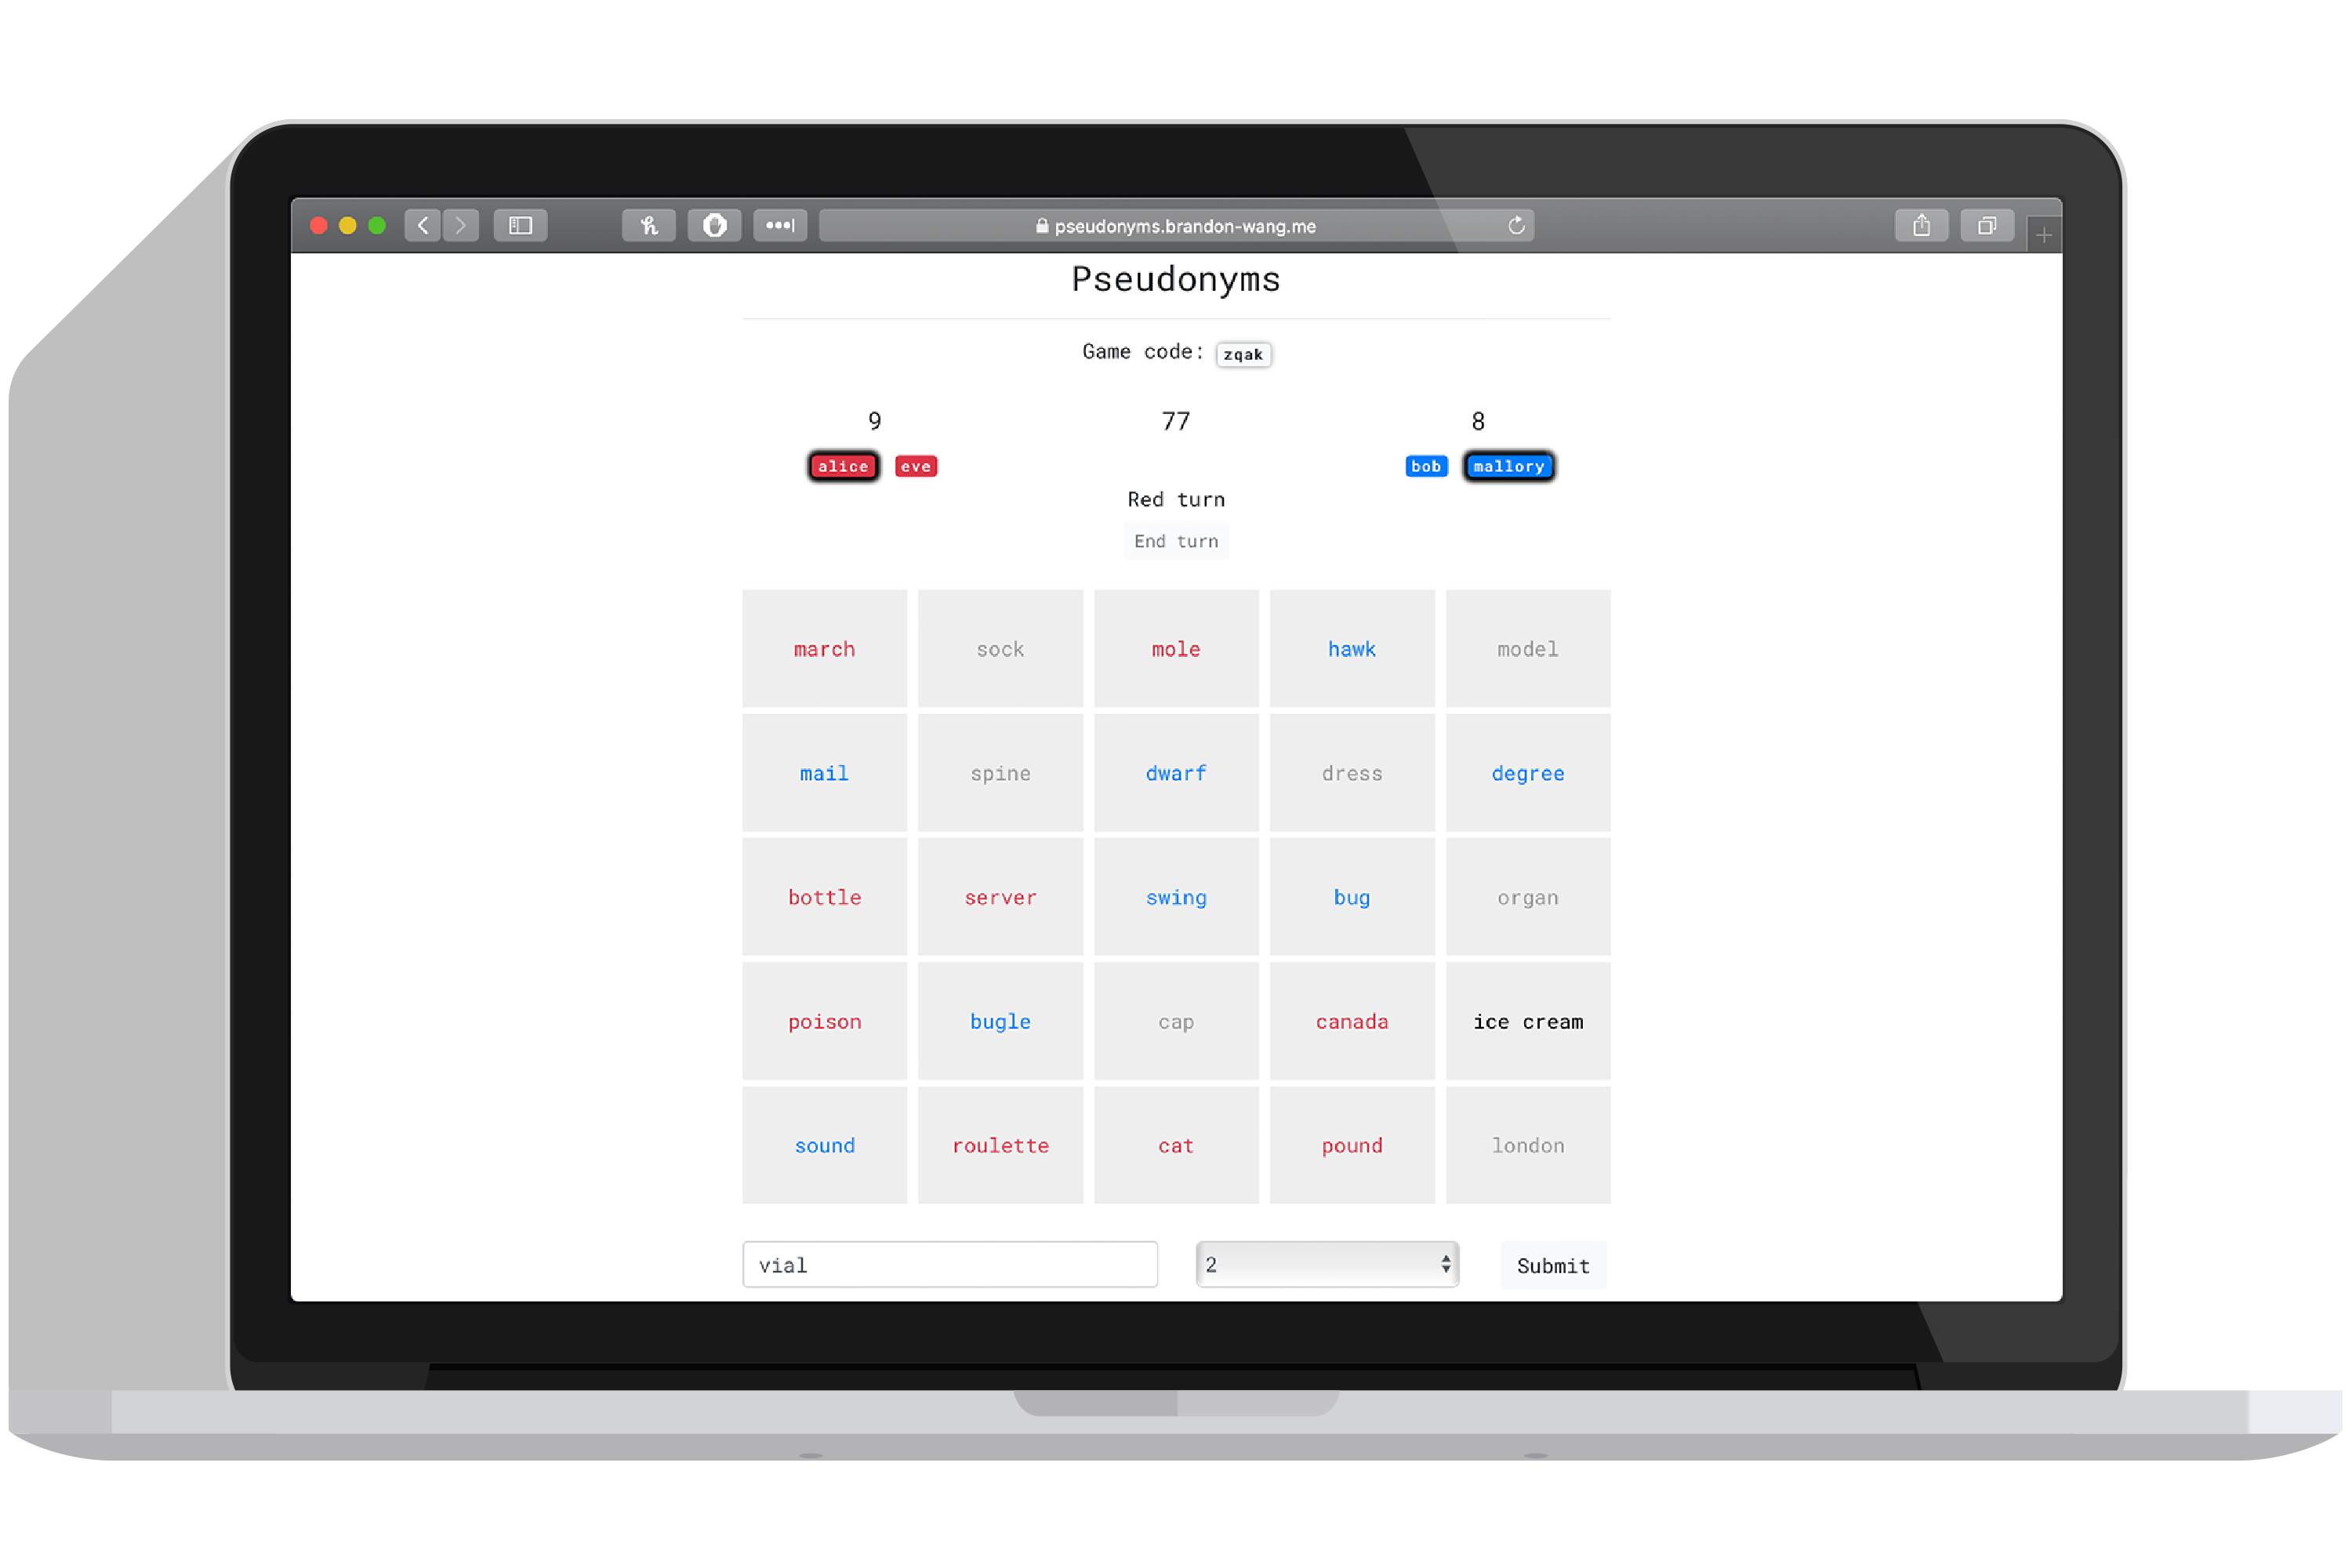 pseudonyms.brandon-wang.me
Pseudonyms
Game code: zqak
9 77 8
alice eve bob mallory
Red turn
End turn
march sock mole hawk model
mail spine dwarf dress degree
bottle server swing bug organ
poison bugle cap canada ice cream
sound roulette cat pound london
vial 2 Submit